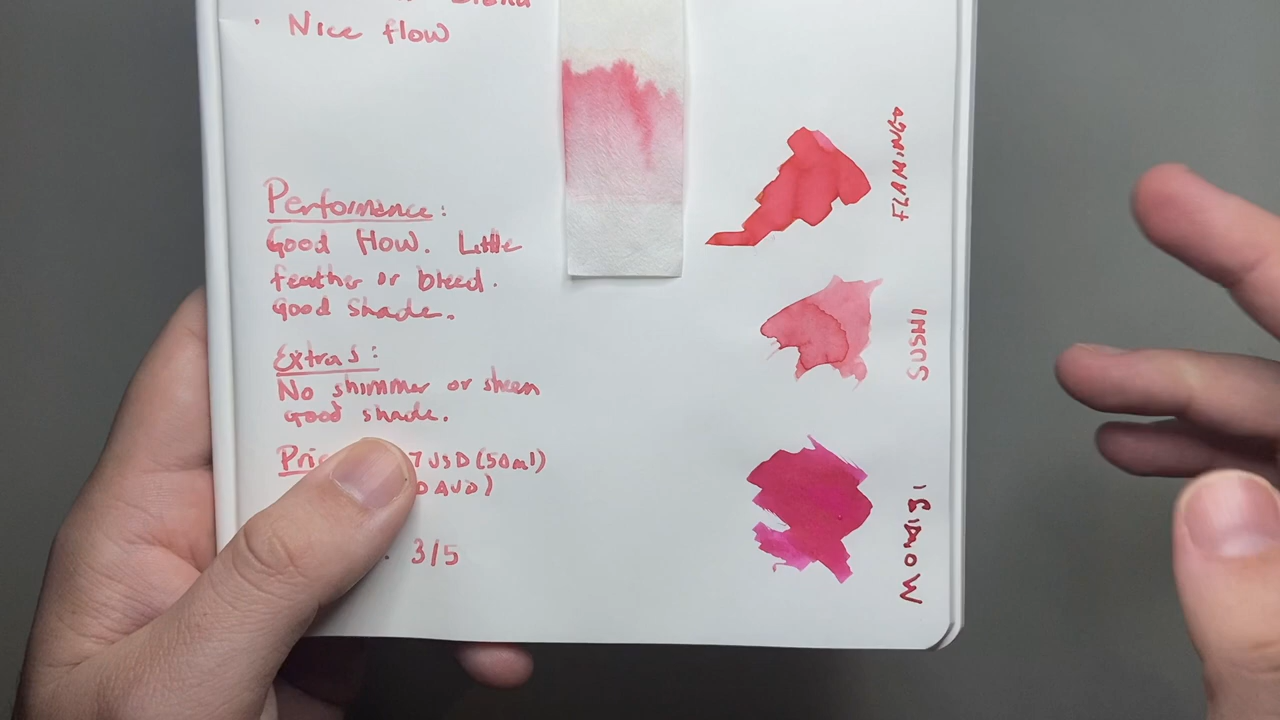 · Nice flow
Performance:
Good flow. Little
feather or bleed.
Good shade.
Extras:
No shimmer or sheen
Good shade.
7 USD (50ml)
AUD)
3/5
FLAMINGO
SUSHI